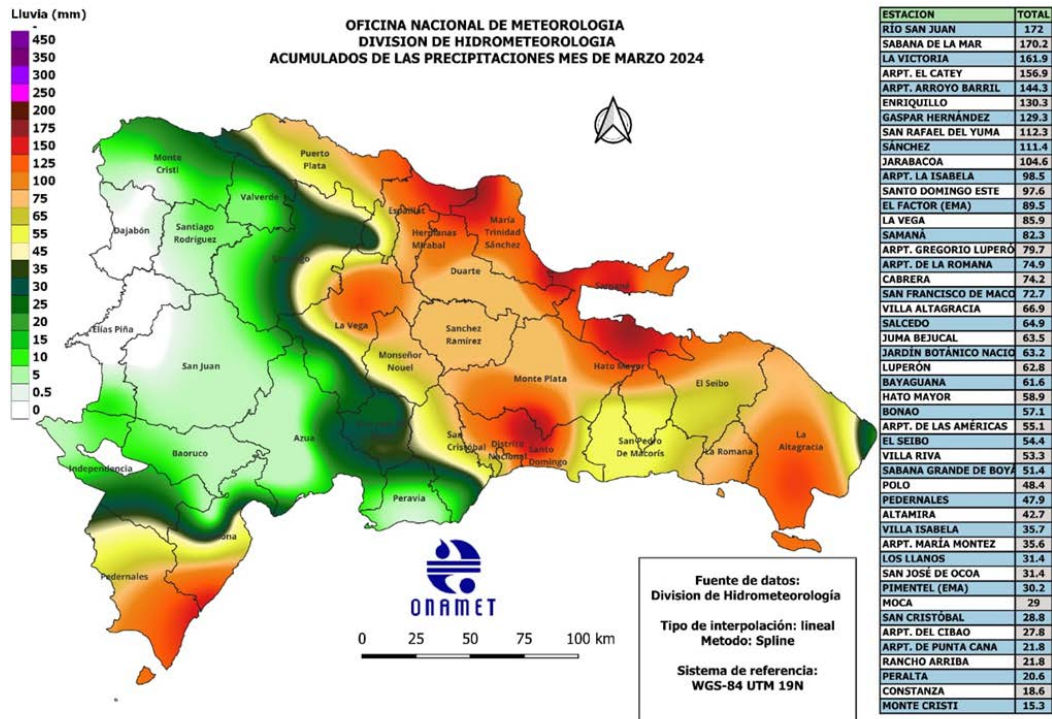 Lluvia (mm)
OFICINA NACIONAL DE METEOROLOGIA
DIVISION DE HIDROMETEOROLOGIA
ACUMULADOS DE LAS PRECIPITACIONES MES DE MARZO 2024
450
350
300
250
200
175
150
125
100
75
65
55
45
35
30
25
20
15
10
5
0.5
0
Monte
Cristi
Puerto
Plata
Valverde
Dajabón
Santiago
Rodríguez
Espaillat
Hermanas
Mirabal
María
Trinidad
Sánchez
Duarte
Samaná
Elías Piña
La Vega
Sanchez
Ramírez
San Juan
Monseñor
Nouel
Monte Plata
Hato Mayor
El Seibo
Azua
San
Cristóbal
Distrito
Nacional
Santo
Domingo
San Pedro
De Macorís
La Romana
La
Altagracia
Independencia
Baoruco
Peravia
Pedernales
ONAMET
0 25 50 75 100 km
Fuente de datos:
Division de Hidrometeorología
Tipo de interpolación: lineal
Metodo: Spline
Sistema de referencia:
WGS-84 UTM 19N
ESTACION TOTAL
RÍO SAN JUAN 172
SABANA DE LA MAR 170.2
LA VICTORIA 161.9
ARPT. EL CATEY 156.9
ARPT. ARROYO BARRIL 144.3
ENRIQUILLO 130.3
GASPAR HERNÁNDEZ 129.3
SAN RAFAEL DEL YUMA 112.3
SÁNCHEZ 111.4
JARABACOA 104.6
ARPT. LA ISABELA 98.5
SANTO DOMINGO ESTE 97.6
EL FACTOR (EMA) 89.5
LA VEGA 85.9
SAMANÁ 82.3
ARPT. GREGORIO LUPERÓ 79.7
ARPT. DE LA ROMANA 74.9
CABRERA 74.2
SAN FRANCISCO DE MACO 72.7
VILLA ALTAGRACIA 66.9
SALCEDO 64.9
JUMA BEJUCAL 63.5
JARDÍN BOTÁNICO NACIO 63.2
LUPERÓN 62.8
BAYAGUANA 61.6
HATO MAYOR 58.9
BONAO 57.1
ARPT. DE LAS AMÉRICAS 55.1
EL SEIBO 54.4
VILLA RIVA 53.3
SABANA GRANDE DE BOYÁ 51.4
POLO 48.4
PEDERNALES 47.9
ALTAMIRA 42.7
VILLA ISABELA 35.7
ARPT. MARÍA MONTEZ 35.6
LOS LLANOS 31.4
SAN JOSÉ DE OCOA 31.4
PIMENTEL (EMA) 30.2
MOCA 29
SAN CRISTÓBAL 28.8
ARPT. DEL CIBAO 27.8
ARPT. DE PUNTA CANA 21.8
RANCHO ARRIBA 21.8
PERALTA 20.6
CONSTANZA 18.6
MONTE CRISTI 15.3